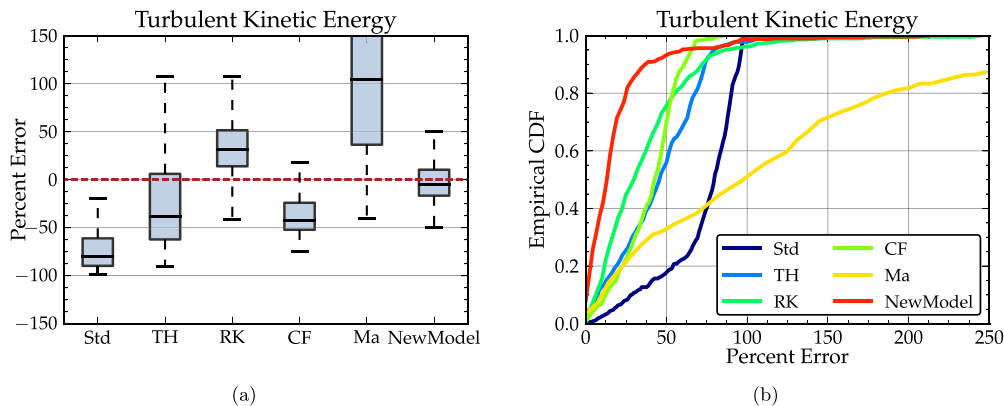 Turbulent Kinetic Energy
150
100
50
0
−50
−100
−150
Percent Error
Std TH RK CF Ma NewModel
(a)
Turbulent Kinetic Energy
1.0
0.8
0.6
0.4
0.2
0.0
Empirical CDF
Std CF
TH Ma
RK NewModel
0 50 100 150 200 250
Percent Error
(b)